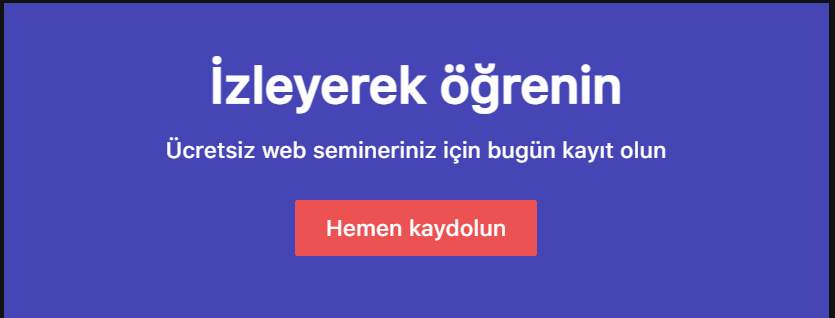 İzleyerek öğrenin
Ücretsiz web semineriniz için bugün kayıt olun
Hemen kaydolun